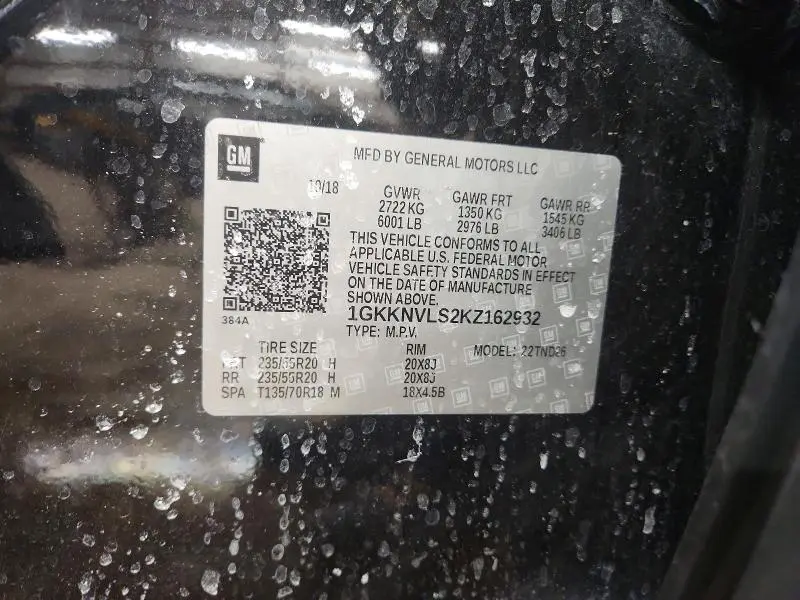 GM
MFD BY GENERAL MOTORS LLC
10/18 GVWR GAWR FRT GAWR RR
2722 KG 1350 KG 1545 KG
6001 LB 2976 LB 3406 LB
THIS VEHICLE CONFORMS TO ALL
APPLICABLE U.S. FEDERAL MOTOR
VEHICLE SAFETY STANDARDS IN EFFECT
ON THE DATE OF MANUFACTURE
SHOWN ABOVE.
384A
1GKKNVLS2KZ162932
TYPE: M.P.V.
TIRE SIZE RIM MODEL: 22TND26
FRT 235/55R20 H 20X8J
RR 235/55R20 H 20X8J
SPA T135/70R18 M 18X4.5B